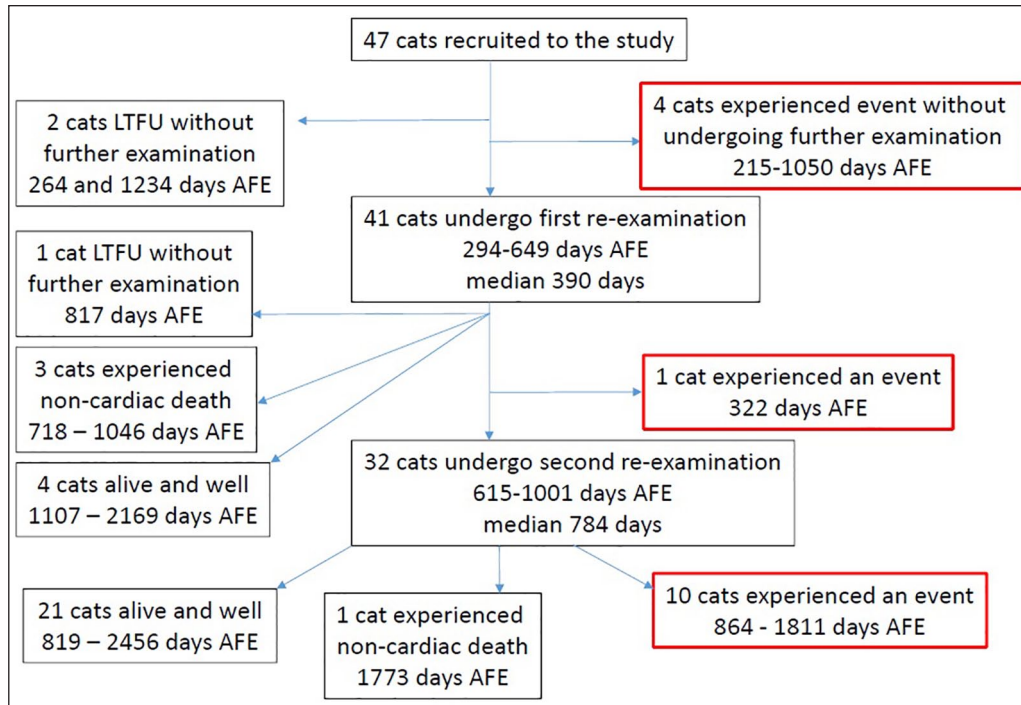 47 cats recruited to the study
2 cats LTFU without
further examination
264 and 1234 days AFE
4 cats experienced event without
undergoing further examination
215-1050 days AFE
41 cats undergo first re-examination
294-649 days AFE
median 390 days
1 cat LTFU without
further examination
817 days AFE
3 cats experienced
non-cardiac death
718 – 1046 days AFE
1 cat experienced an event
322 days AFE
4 cats alive and well
1107 – 2169 days AFE
32 cats undergo second re-examination
615-1001 days AFE
median 784 days
21 cats alive and well
819 – 2456 days AFE
1 cat experienced
non-cardiac death
1773 days AFE
10 cats experienced an event
864 - 1811 days AFE